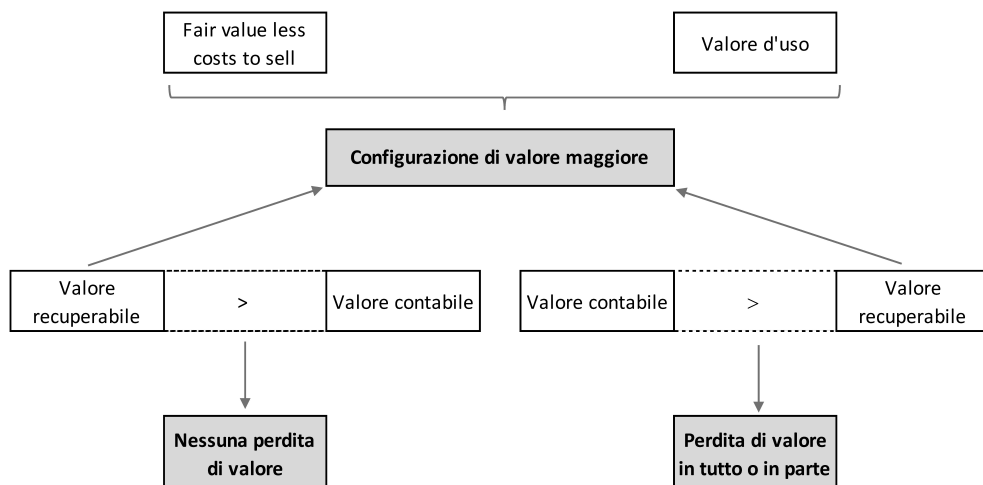 Fair value less
costs to sell
Valore d'uso
Configurazione di valore maggiore
Valore
recuperabile
>
Valore contabile
Valore contabile
>
Valore
recuperabile
Nessuna perdita
di valore
Perdita di valore
in tutto o in parte